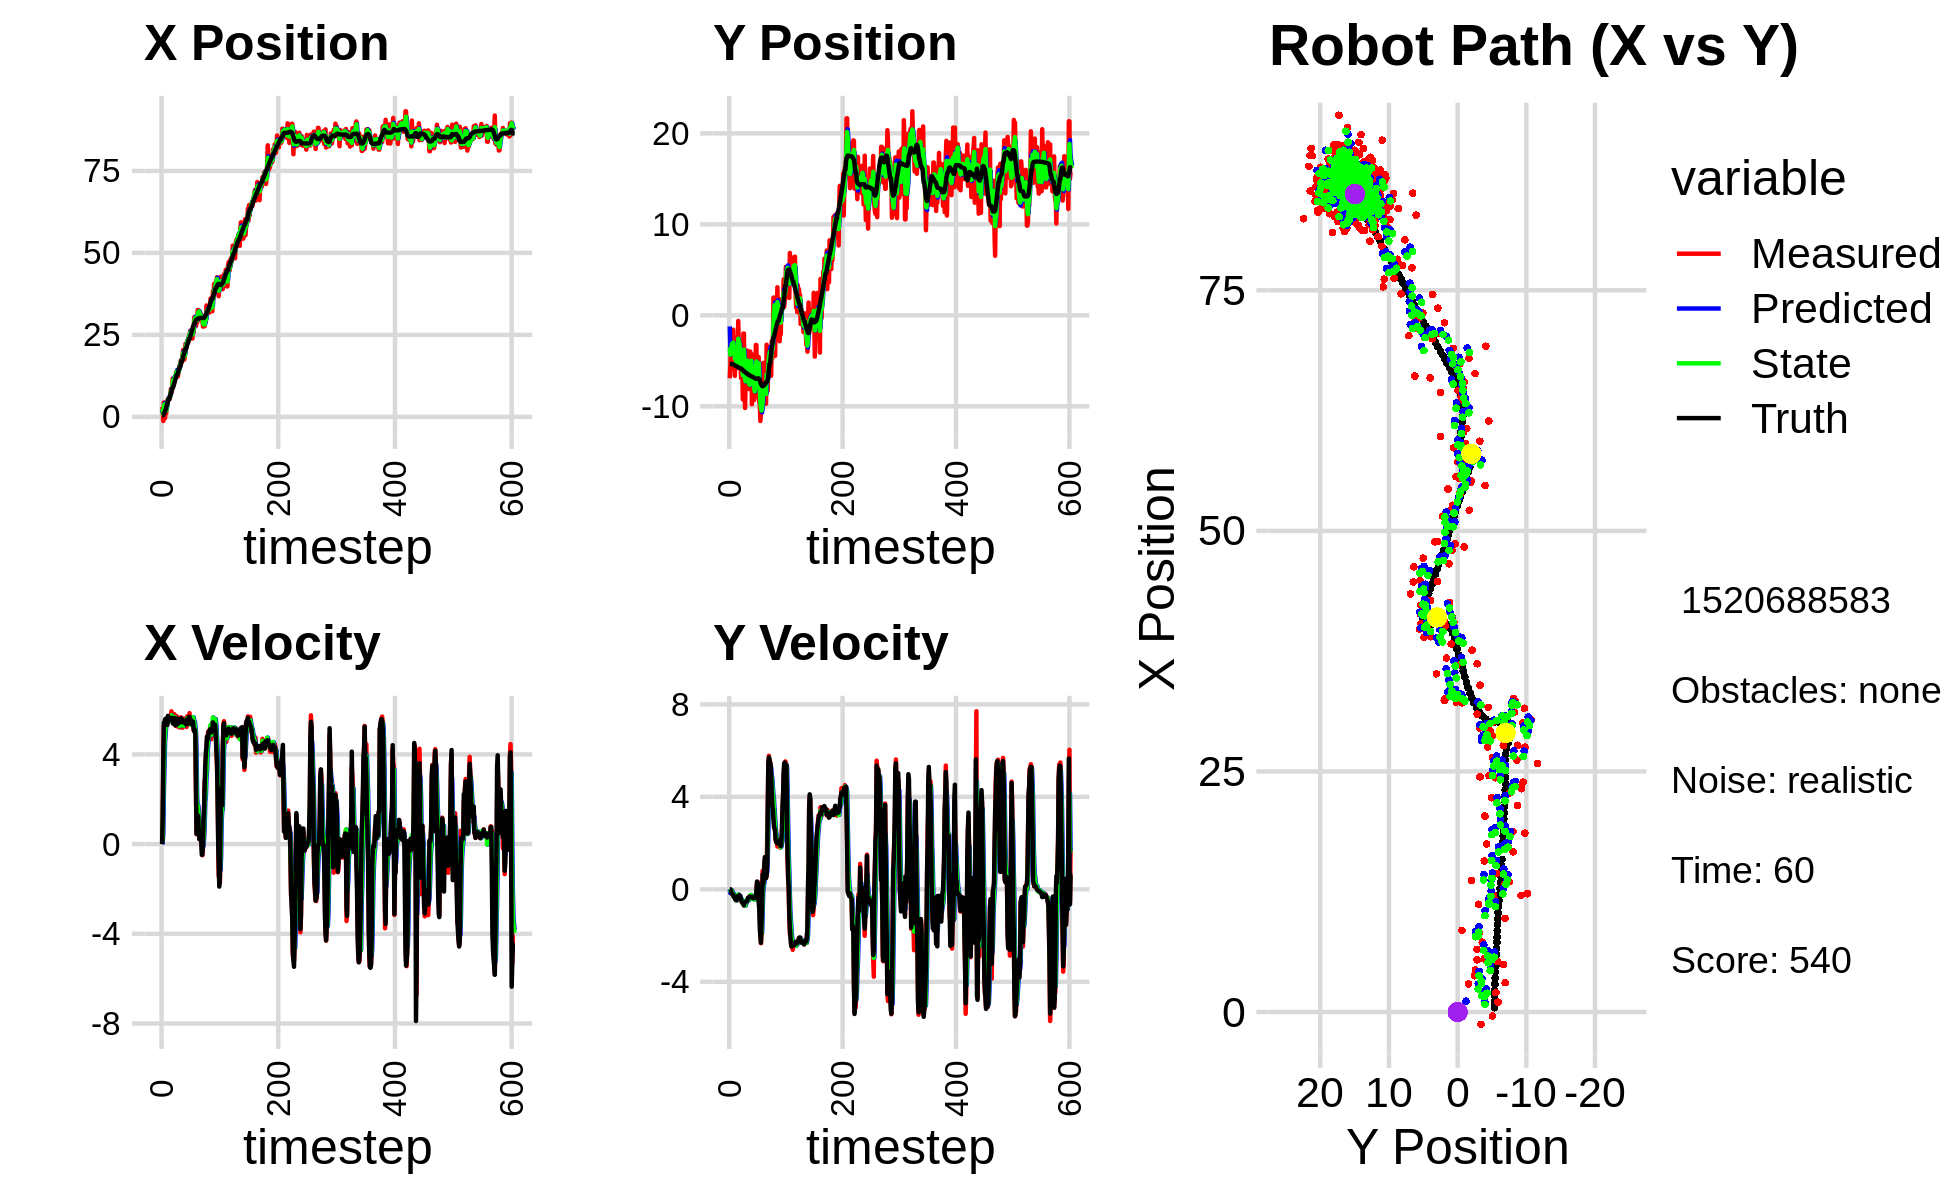 X Position
75
50
25
0
0
200
400
600
timestep
Y Position
20
10
0
-10
0
200
400
600
timestep
X Velocity
4
0
-4
-8
0
200
400
600
timestep
Y Velocity
8
4
0
-4
0
200
400
600
timestep
Robot Path (X vs Y)
X Position
75
50
25
0
20 10 0 -10 -20
Y Position
variable
Measured
Predicted
State
Truth
1520688583
Obstacles: none
Noise: realistic
Time: 60
Score: 540